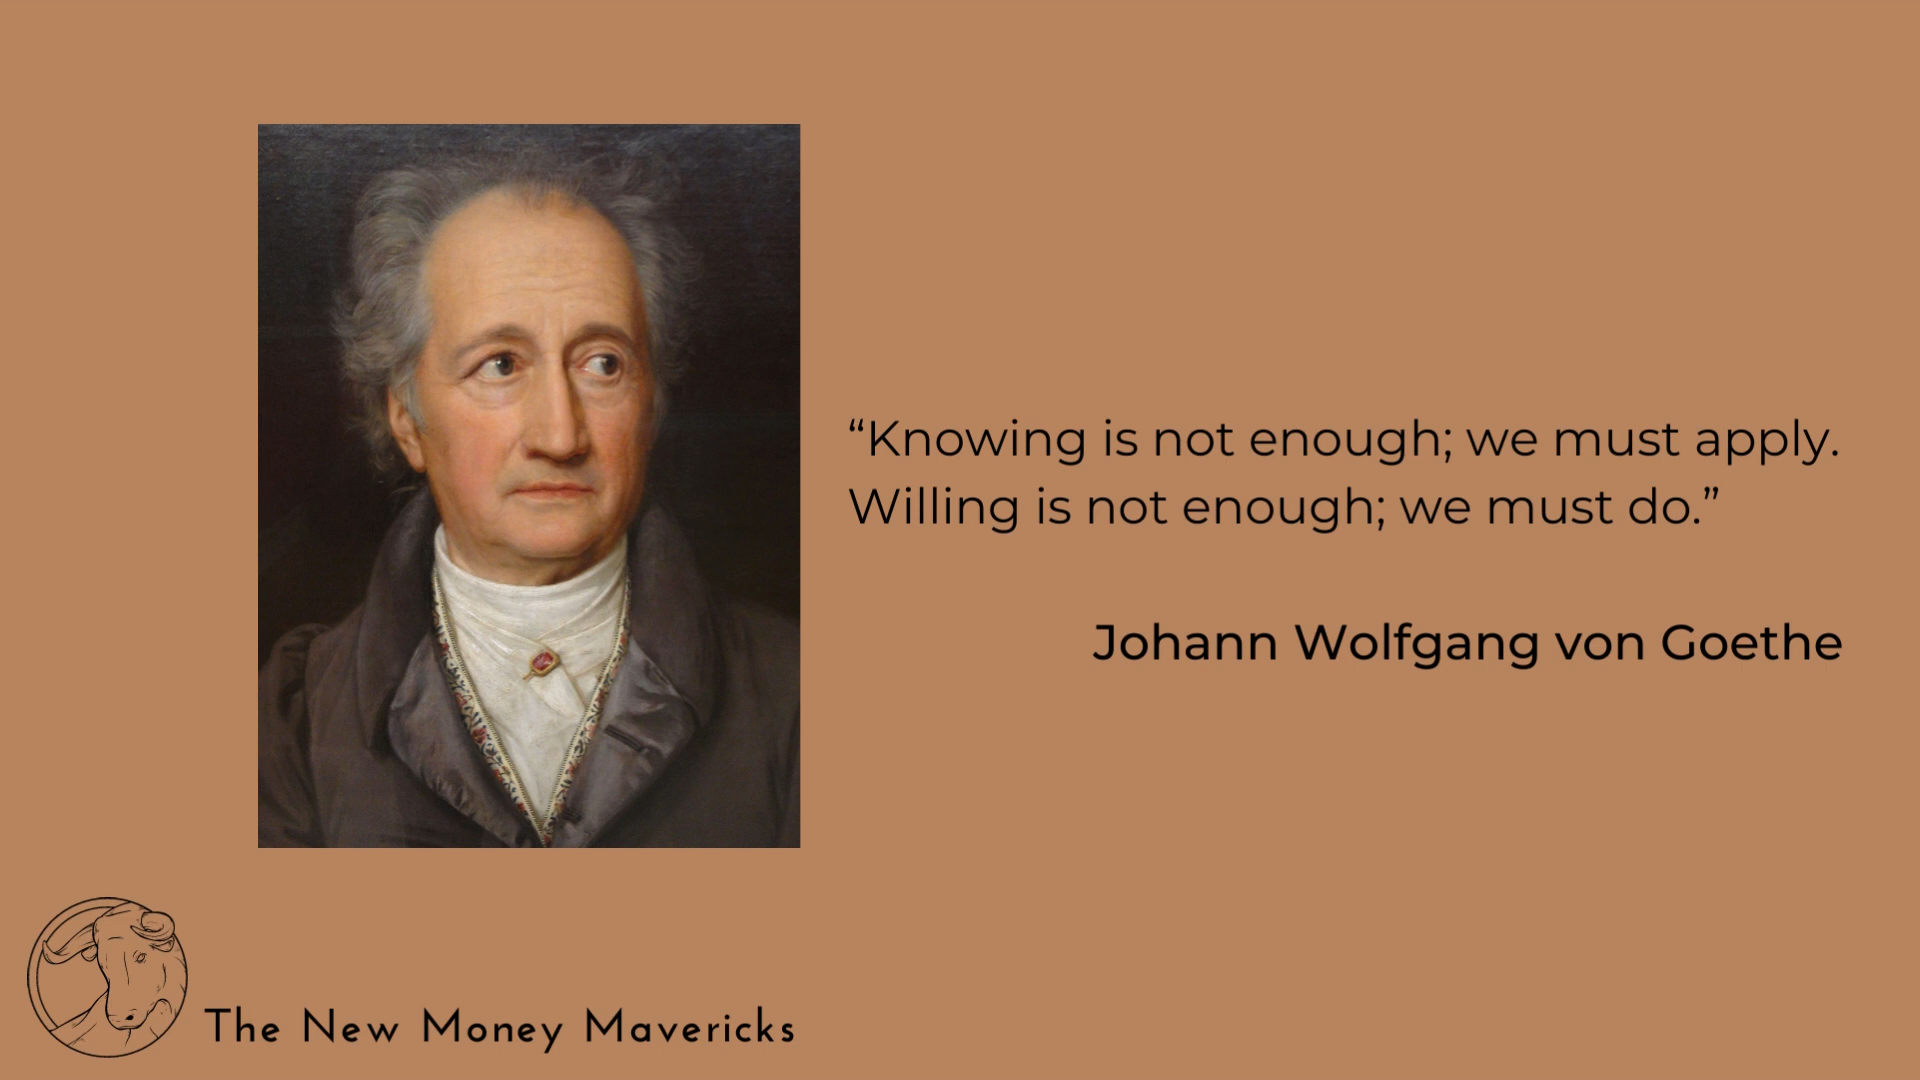 “Knowing is not enough; we must apply.
Willing is not enough; we must do.”
Johann Wolfgang von Goethe
The New Money Mavericks